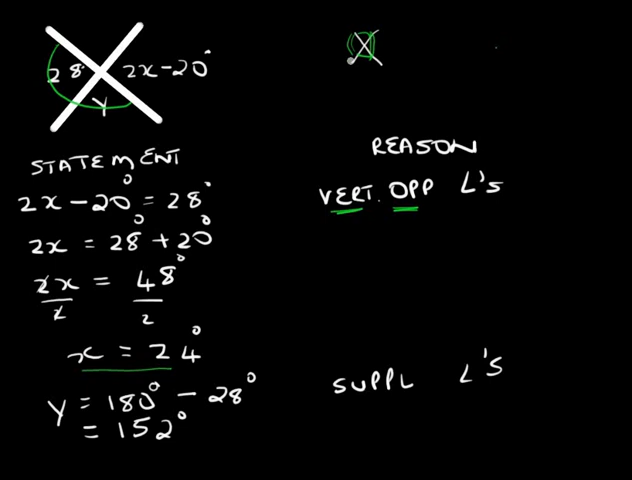 28° 2x-20°
Y
STATEMENT REASON
2x-20° = 28° VERT. OPP ∠'s
2x = 28° + 20°
2x = 48°
2 2
x = 24°
Y = 180° - 28° SUPPL ∠'s
= 152°